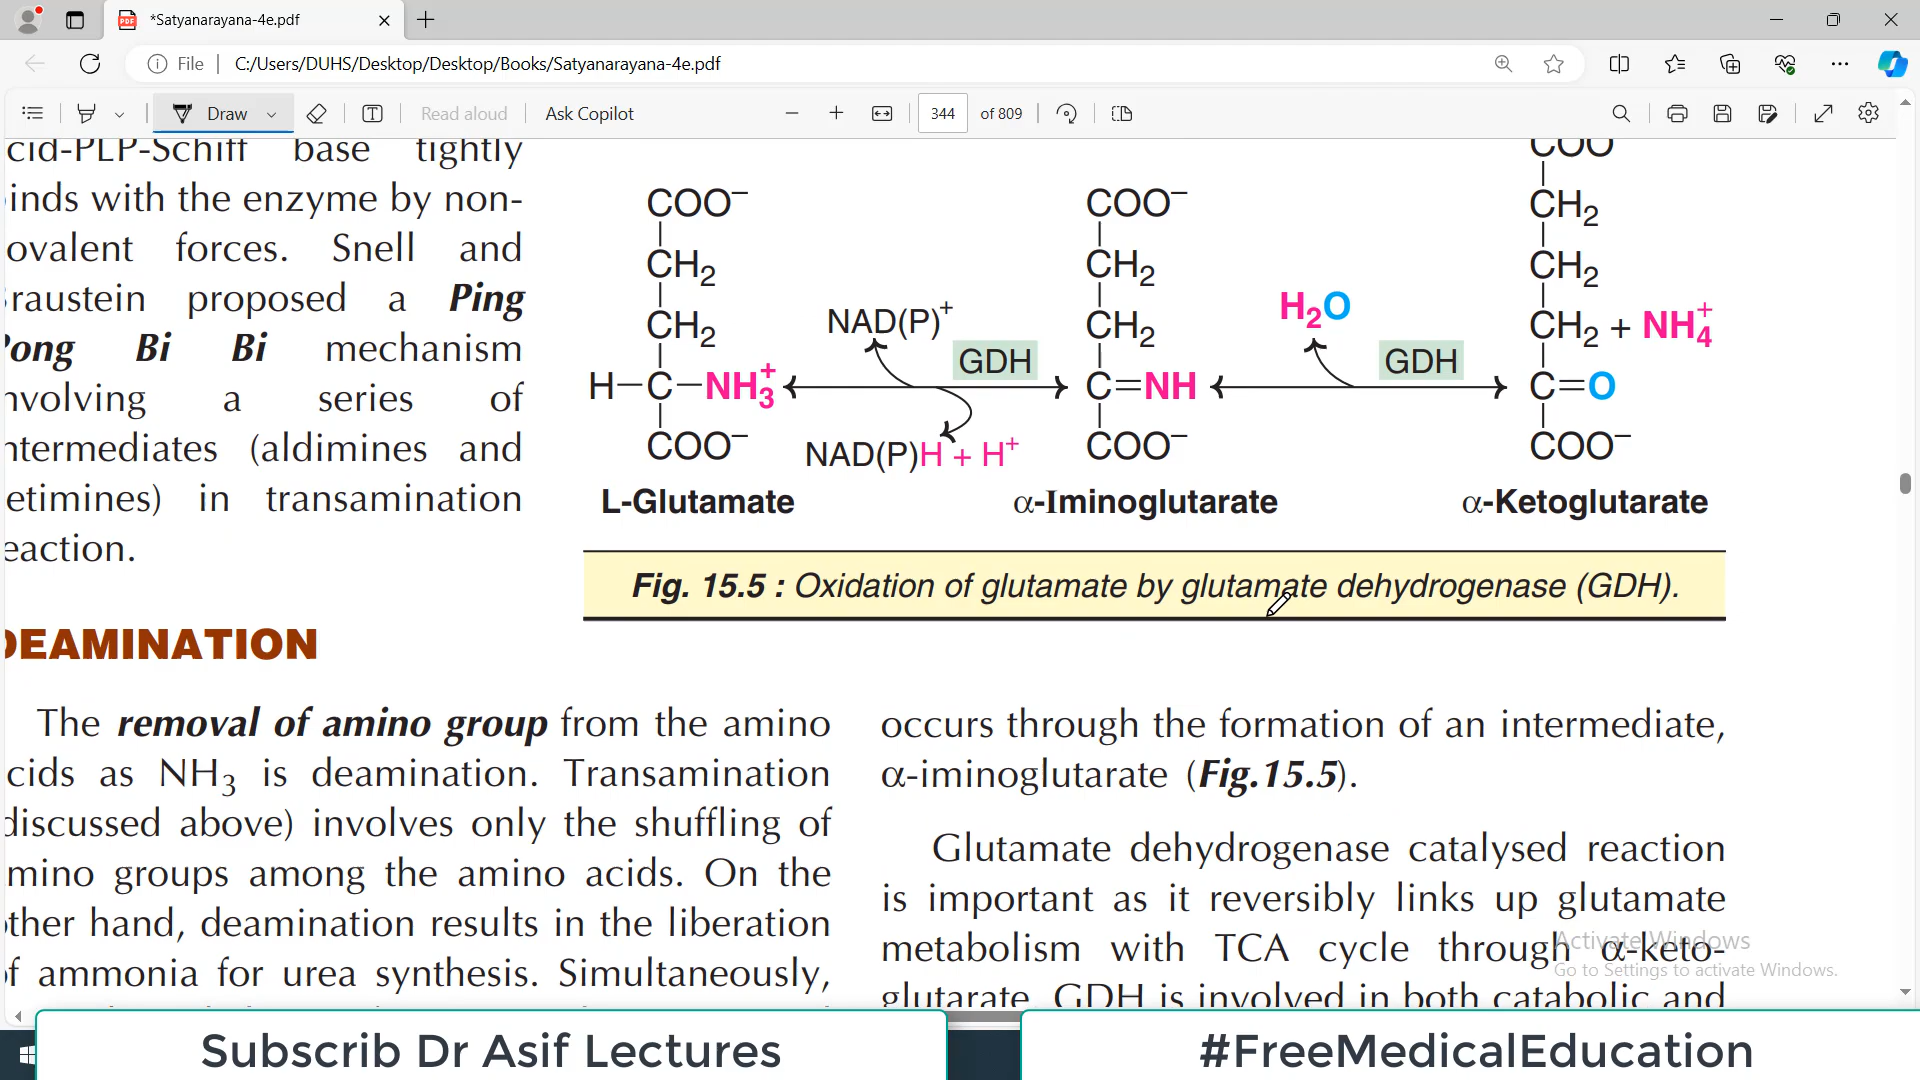 *Satyanarayana-4e.pdf
File
C:/Users/DUHS/Desktop/Desktop/Books/Satyanarayana-4e.pdf
Draw
Read aloud
Ask Copilot
344
of 809
cid-PLP-Schiff base tightly
inds with the enzyme by non-
ovalent forces. Snell and
raustein proposed a Ping
Pong Bi Bi mechanism
nvolving a series of
ntermediates (aldimines and
etimines) in transamination
eaction.
COO⁻
CH₂
CH₂
H–C–NH₃⁺
COO⁻
L-Glutamate
NAD(P)⁺
GDH
NAD(P)H + H⁺
COO⁻
CH₂
CH₂
C=NH
COO⁻
α-Iminoglutarate
H₂O
GDH
COO
CH₂
CH₂
CH₂ + NH₄⁺
C=O
COO⁻
α-Ketoglutarate
Fig. 15.5 : Oxidation of glutamate by glutamate dehydrogenase (GDH).
DEAMINATION
The removal of amino group from the amino
cids as NH₃ is deamination. Transamination
discussed above) involves only the shuffling of
mino groups among the amino acids. On the
other hand, deamination results in the liberation
of ammonia for urea synthesis. Simultaneously,
occurs through the formation of an intermediate,
α-iminoglutarate (Fig.15.5).
Glutamate dehydrogenase catalysed reaction
is important as it reversibly links up glutamate
metabolism with TCA cycle through α-keto-
glutarate. GDH is involved in both catabolic and
Activate Windows
Go to Settings to activate Windows.
Subscrib Dr Asif Lectures
#FreeMedicalEducation